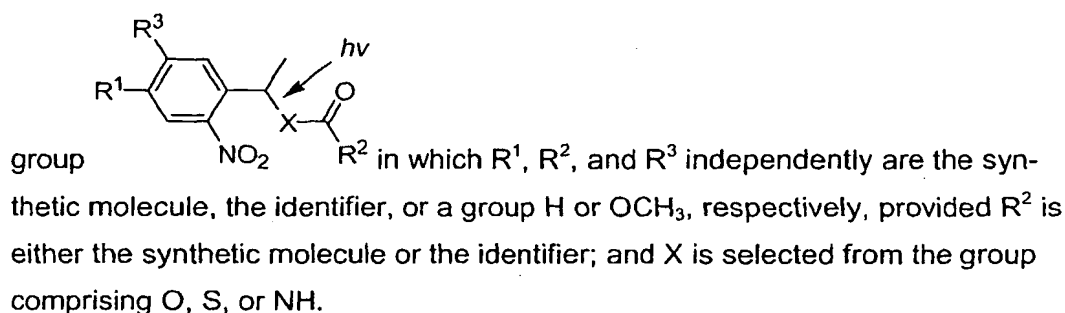 R³
hv
R¹
O
X
group NO₂ R² in which R¹, R², and R³ independently are the syn-
thetic molecule, the identifier, or a group H or OCH₃, respectively, provided R² is
either the synthetic molecule or the identifier; and X is selected from the group
comprising O, S, or NH.